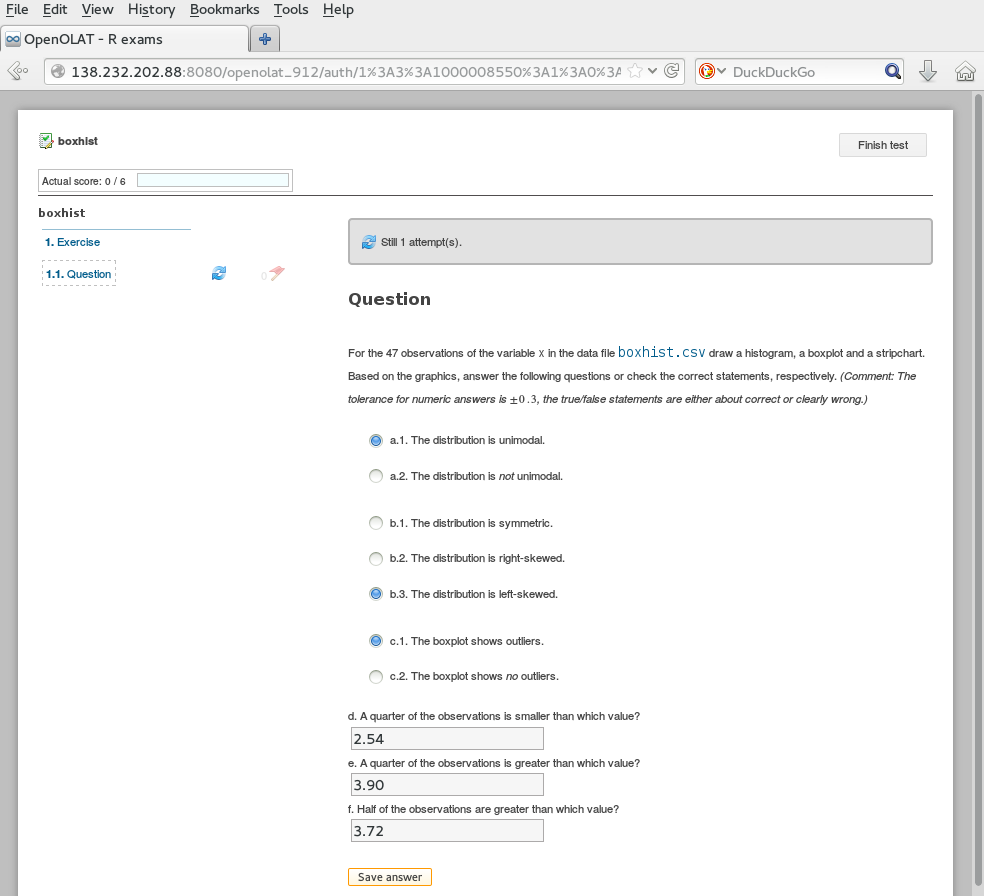 File Edit View History Bookmarks Tools Help
OpenOLAT - R exams
138.232.202.88:8080/openolat_912/auth/1%3A3%3A1000008550%3A1%3A0%3A
DuckDuckGo
boxhist
Finish test
Actual score: 0 / 6
boxhist
1. Exercise
1.1. Question
0
Still 1 attempt(s).
Question
For the 47 observations of the variable X in the data file boxhist.csv draw a histogram, a boxplot and a stripchart.
Based on the graphics, answer the following questions or check the correct statements, respectively. (Comment: The
tolerance for numeric answers is ±0.3, the true/false statements are either about correct or clearly wrong.)
a.1. The distribution is unimodal.
a.2. The distribution is not unimodal.
b.1. The distribution is symmetric.
b.2. The distribution is right-skewed.
b.3. The distribution is left-skewed.
c.1. The boxplot shows outliers.
c.2. The boxplot shows no outliers.
d. A quarter of the observations is smaller than which value?
2.54
e. A quarter of the observations is greater than which value?
3.90
f. Half of the observations are greater than which value?
3.72
Save answer